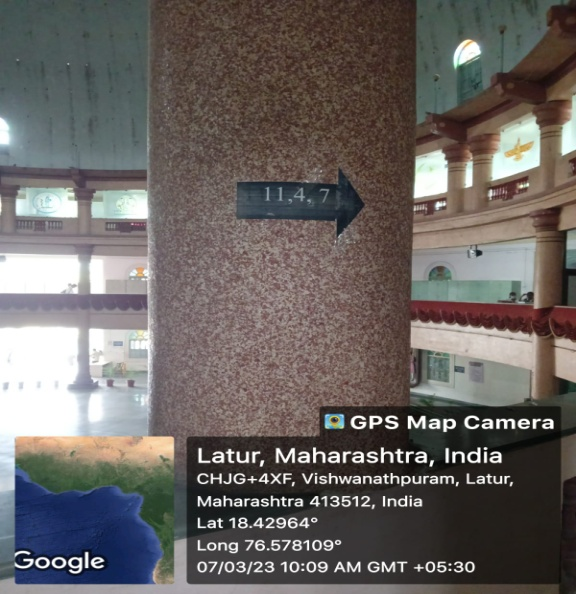 11,4, 7
GPS Map Camera
Latur, Maharashtra, India
CHJG+4XF, Vishwanathpuram, Latur,
Maharashtra 413512, India
Lat 18.42964°
Long 76.578109°
07/03/23 10:09 AM GMT +05:30
Google